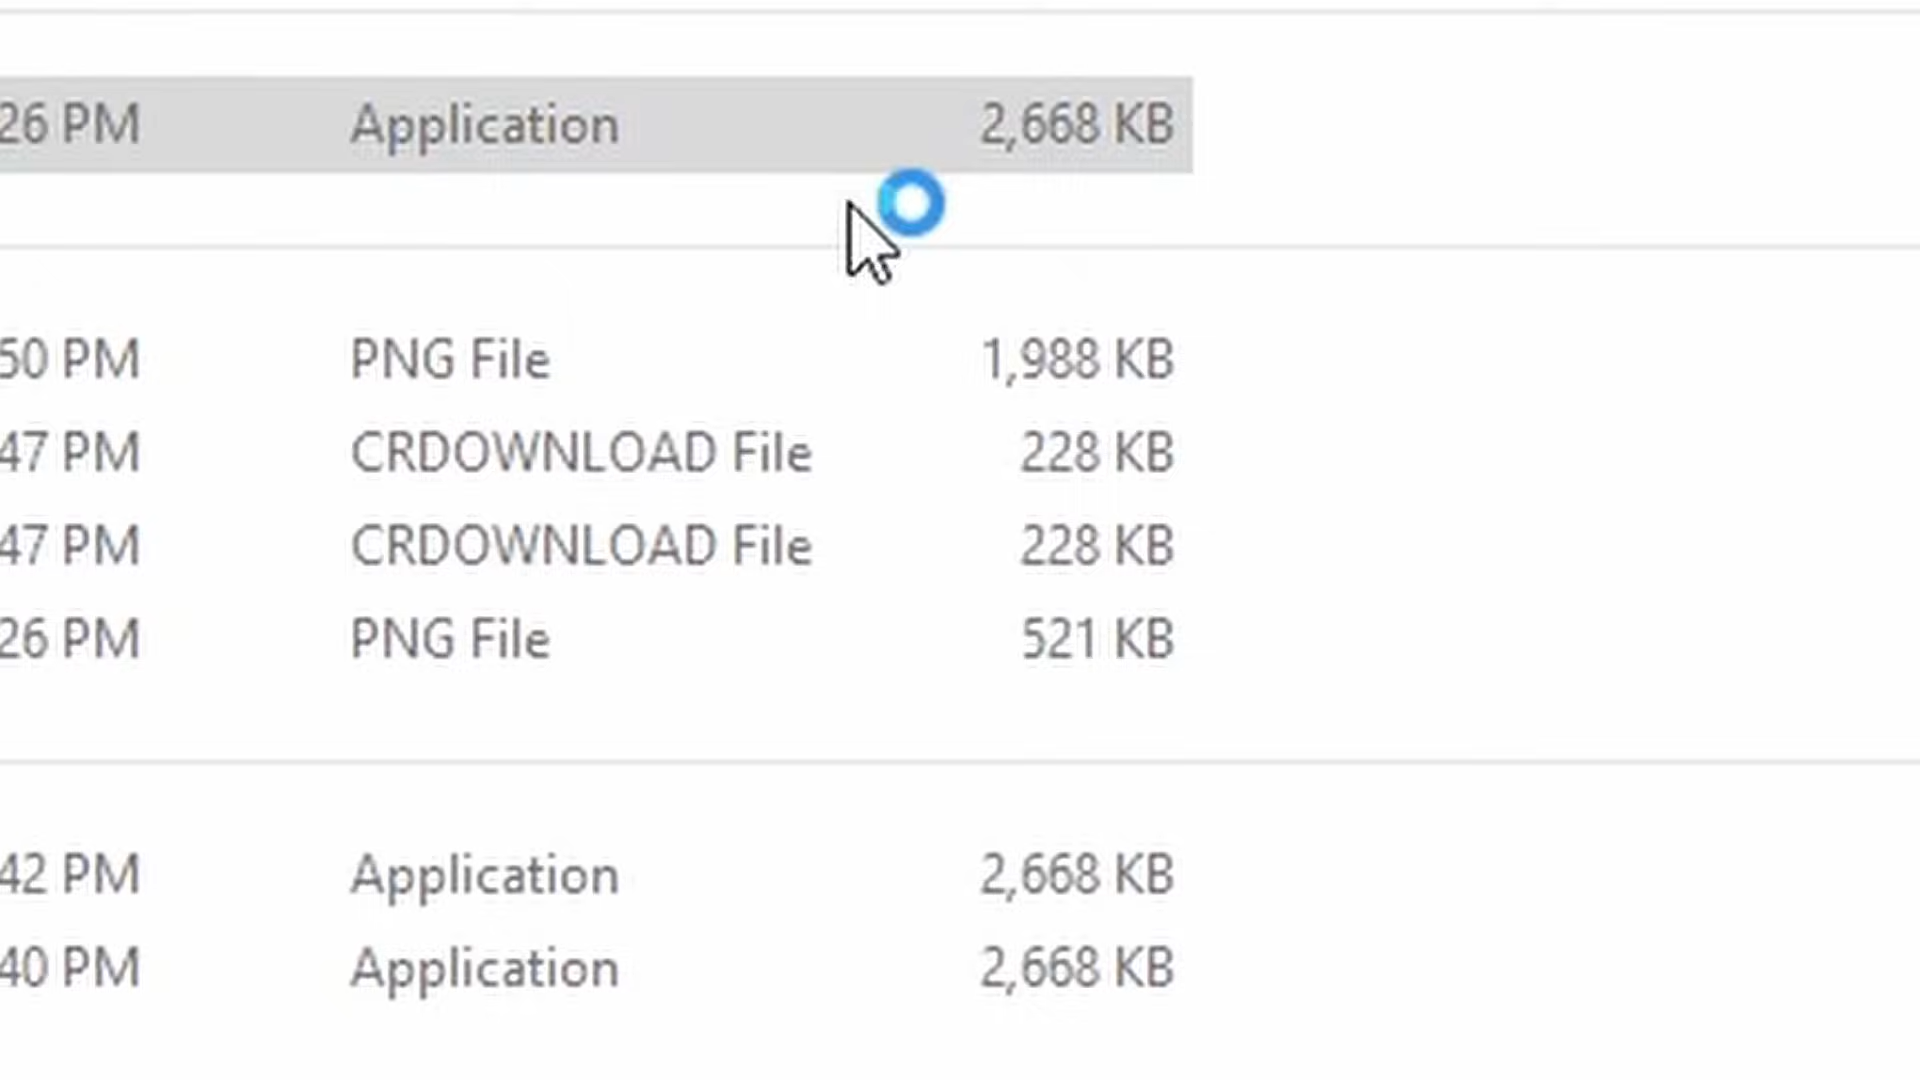 26 PM Application 2,668 KB
50 PM PNG File 1,988 KB
47 PM CRDOWNLOAD File 228 KB
47 PM CRDOWNLOAD File 228 KB
26 PM PNG File 521 KB
42 PM Application 2,668 KB
40 PM Application 2,668 KB